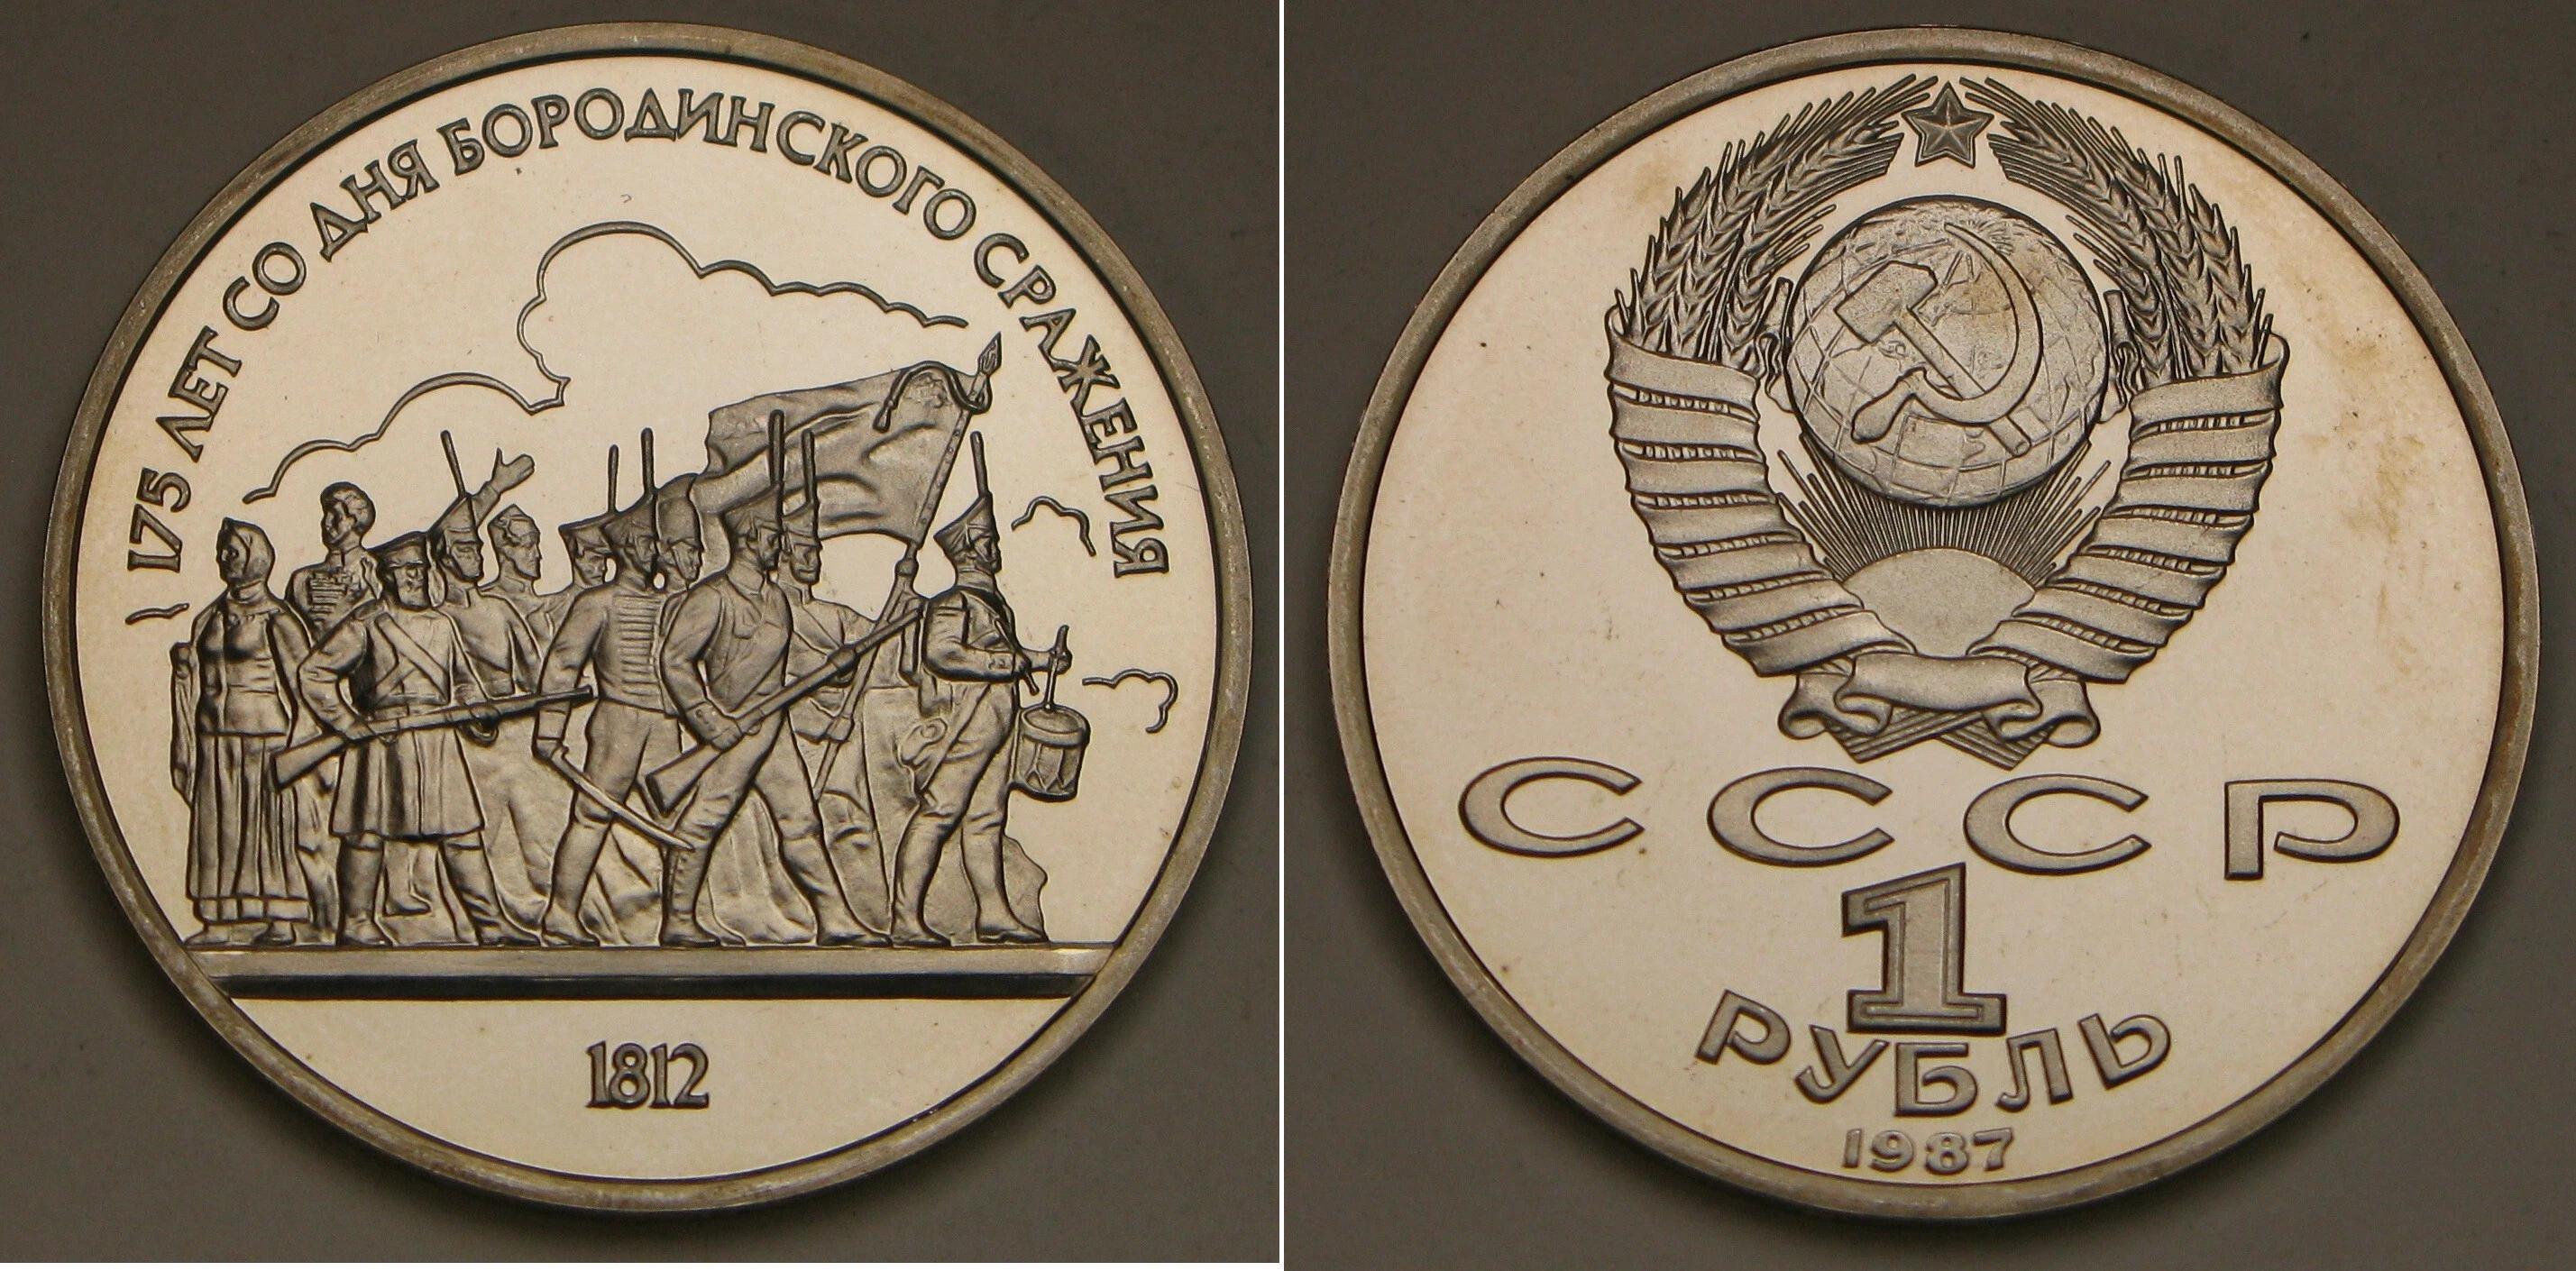 175 ЛЕТ СО ДНЯ БОРОДИНСКОГО СРАЖЕНИЯ
1812
СССР
1
РУБЛЬ
1987